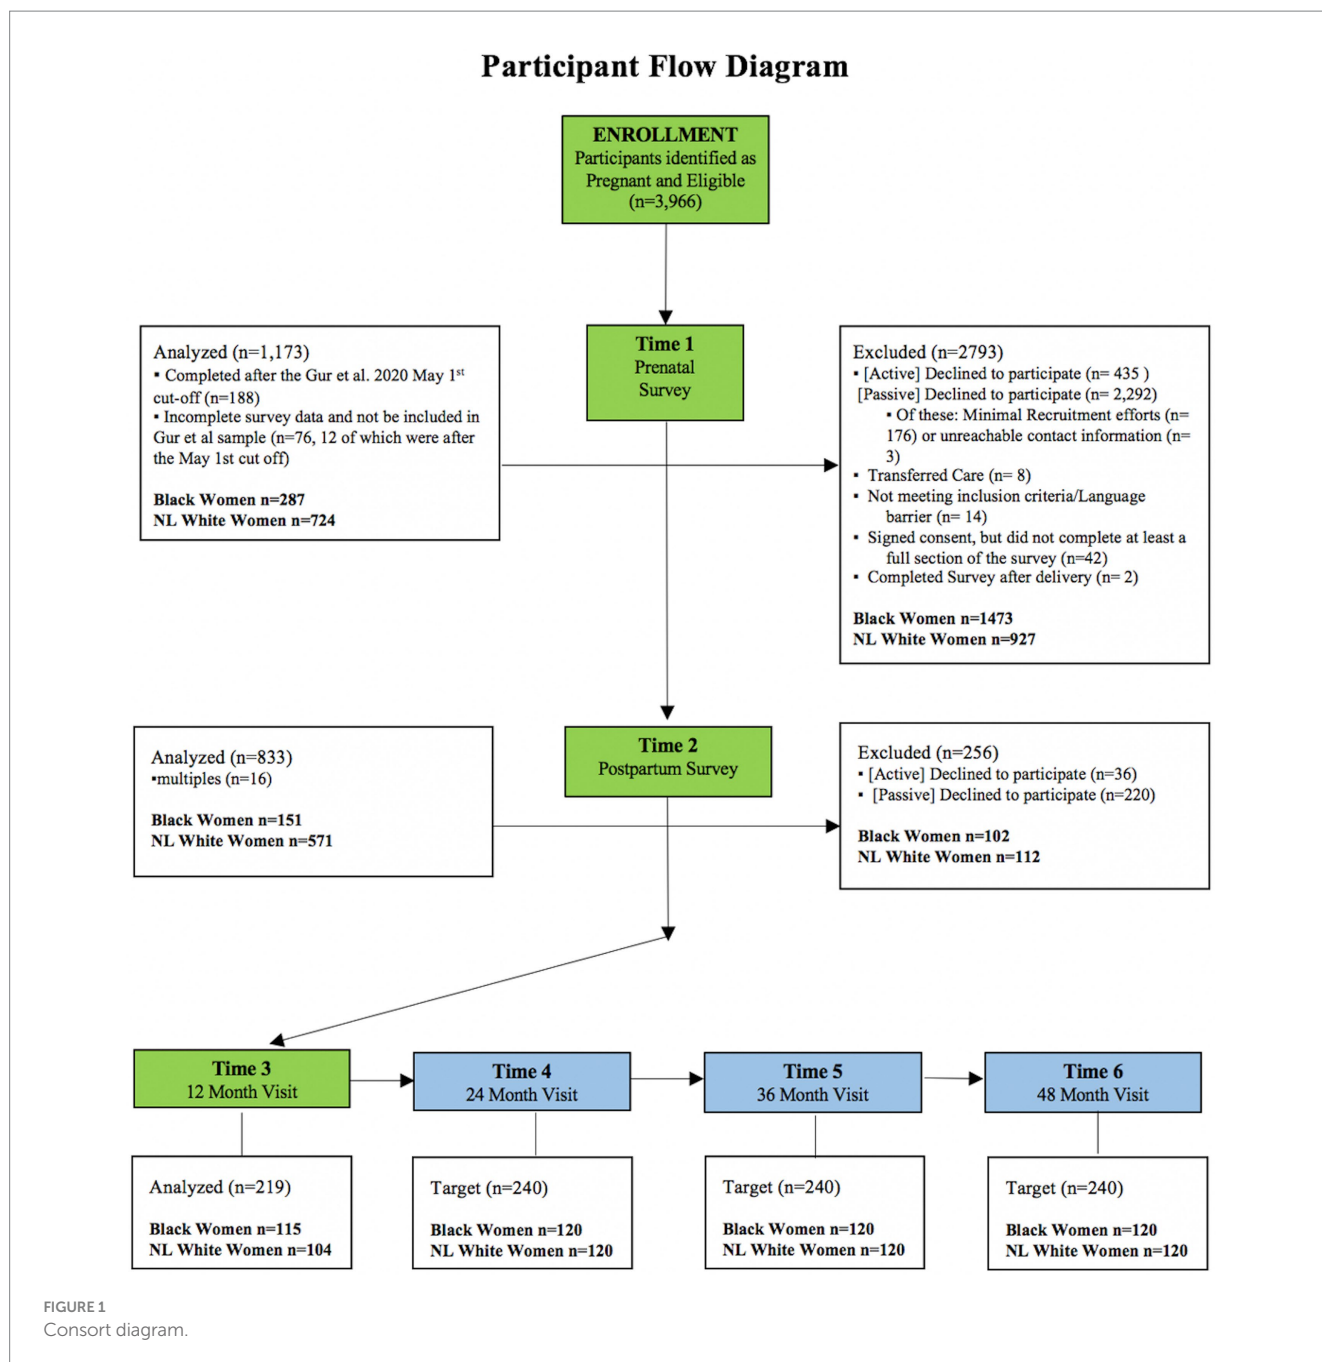 Participant Flow Diagram
ENROLLMENT
Participants identified as
Pregnant and Eligible
(n=3,966)
Time 1
Prenatal
Survey
Analyzed (n=1,173)
▪ Completed after the Gur et al. 2020 May 1st
cut-off (n=188)
▪ Incomplete survey data and not be included in
Gur et al sample (n=76, 12 of which were after
the May 1st cut off)
Black Women n=287
NL White Women n=724
Excluded (n=2793)
▪ [Active] Declined to participate (n= 435 )
[Passive] Declined to participate (n= 2,292)
▪ Of these: Minimal Recruitment efforts (n=
176) or unreachable contact information (n=
3)
▪ Transferred Care (n= 8)
▪ Not meeting inclusion criteria/Language
barrier (n= 14)
▪ Signed consent, but did not complete at least a
full section of the survey (n=42)
▪ Completed Survey after delivery (n= 2)
Black Women n=1473
NL White Women n=927
Time 2
Postpartum Survey
Analyzed (n=833)
▪multiples (n=16)
Black Women n=151
NL White Women n=571
Excluded (n=256)
▪ [Active] Declined to participate (n=36)
▪ [Passive] Declined to participate (n=220)
Black Women n=102
NL White Women n=112
Time 3
12 Month Visit
Time 4
24 Month Visit
Time 5
36 Month Visit
Time 6
48 Month Visit
Analyzed (n=219)
Black Women n=115
NL White Women n=104
Target (n=240)
Black Women n=120
NL White Women n=120
Target (n=240)
Black Women n=120
NL White Women n=120
Target (n=240)
Black Women n=120
NL White Women n=120
FIGURE 1
Consort diagram.